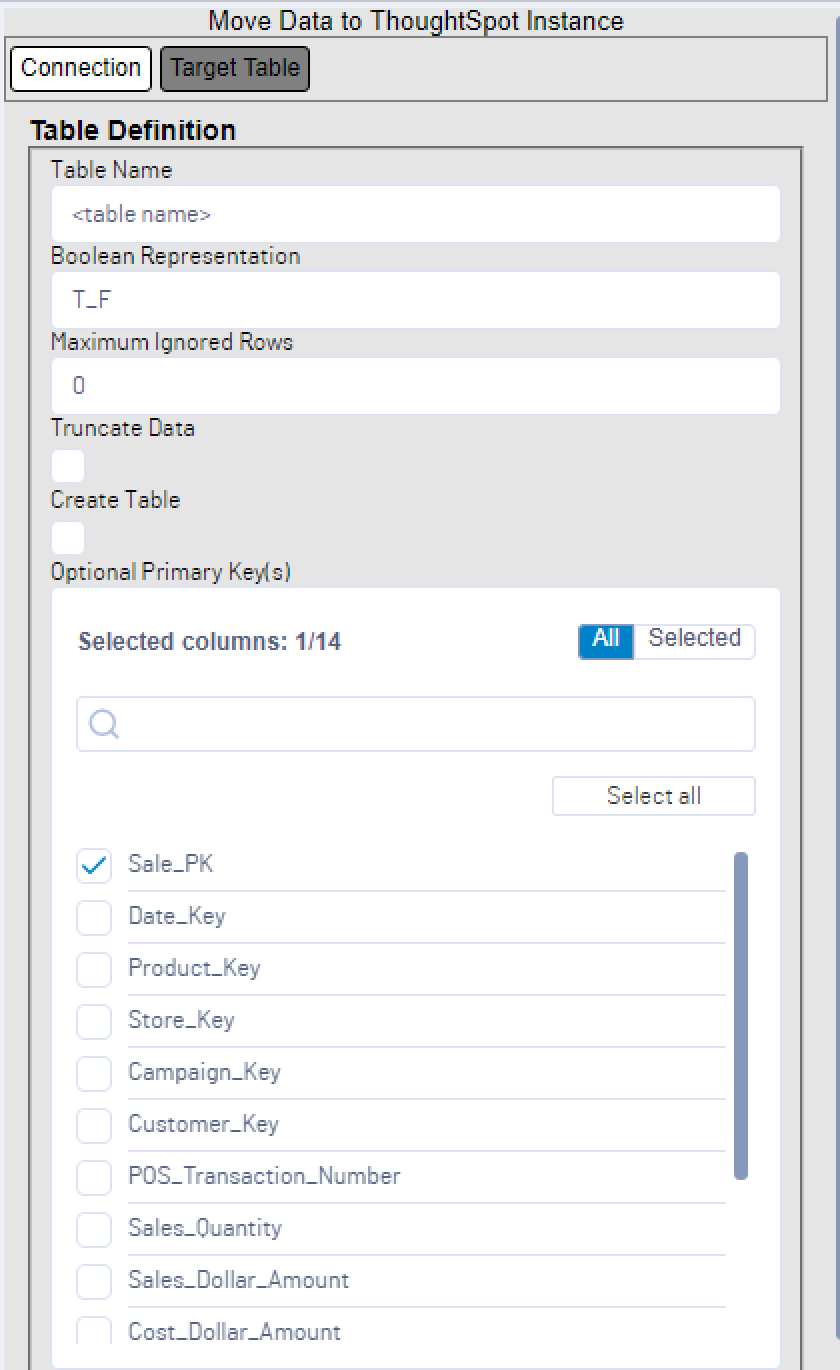 Move Data to ThoughtSpot Instance
Connection Target Table
Table Definition
Table Name
<table name>
Boolean Representation
T_F
Maximum Ignored Rows
0
Truncate Data
Create Table
Optional Primary Key(s)
Selected columns: 1/14 All Selected
Select all
Sale_PK
Date_Key
Product_Key
Store_Key
Campaign_Key
Customer_Key
POS_Transaction_Number
Sales_Quantity
Sales_Dollar_Amount
Cost_Dollar_Amount